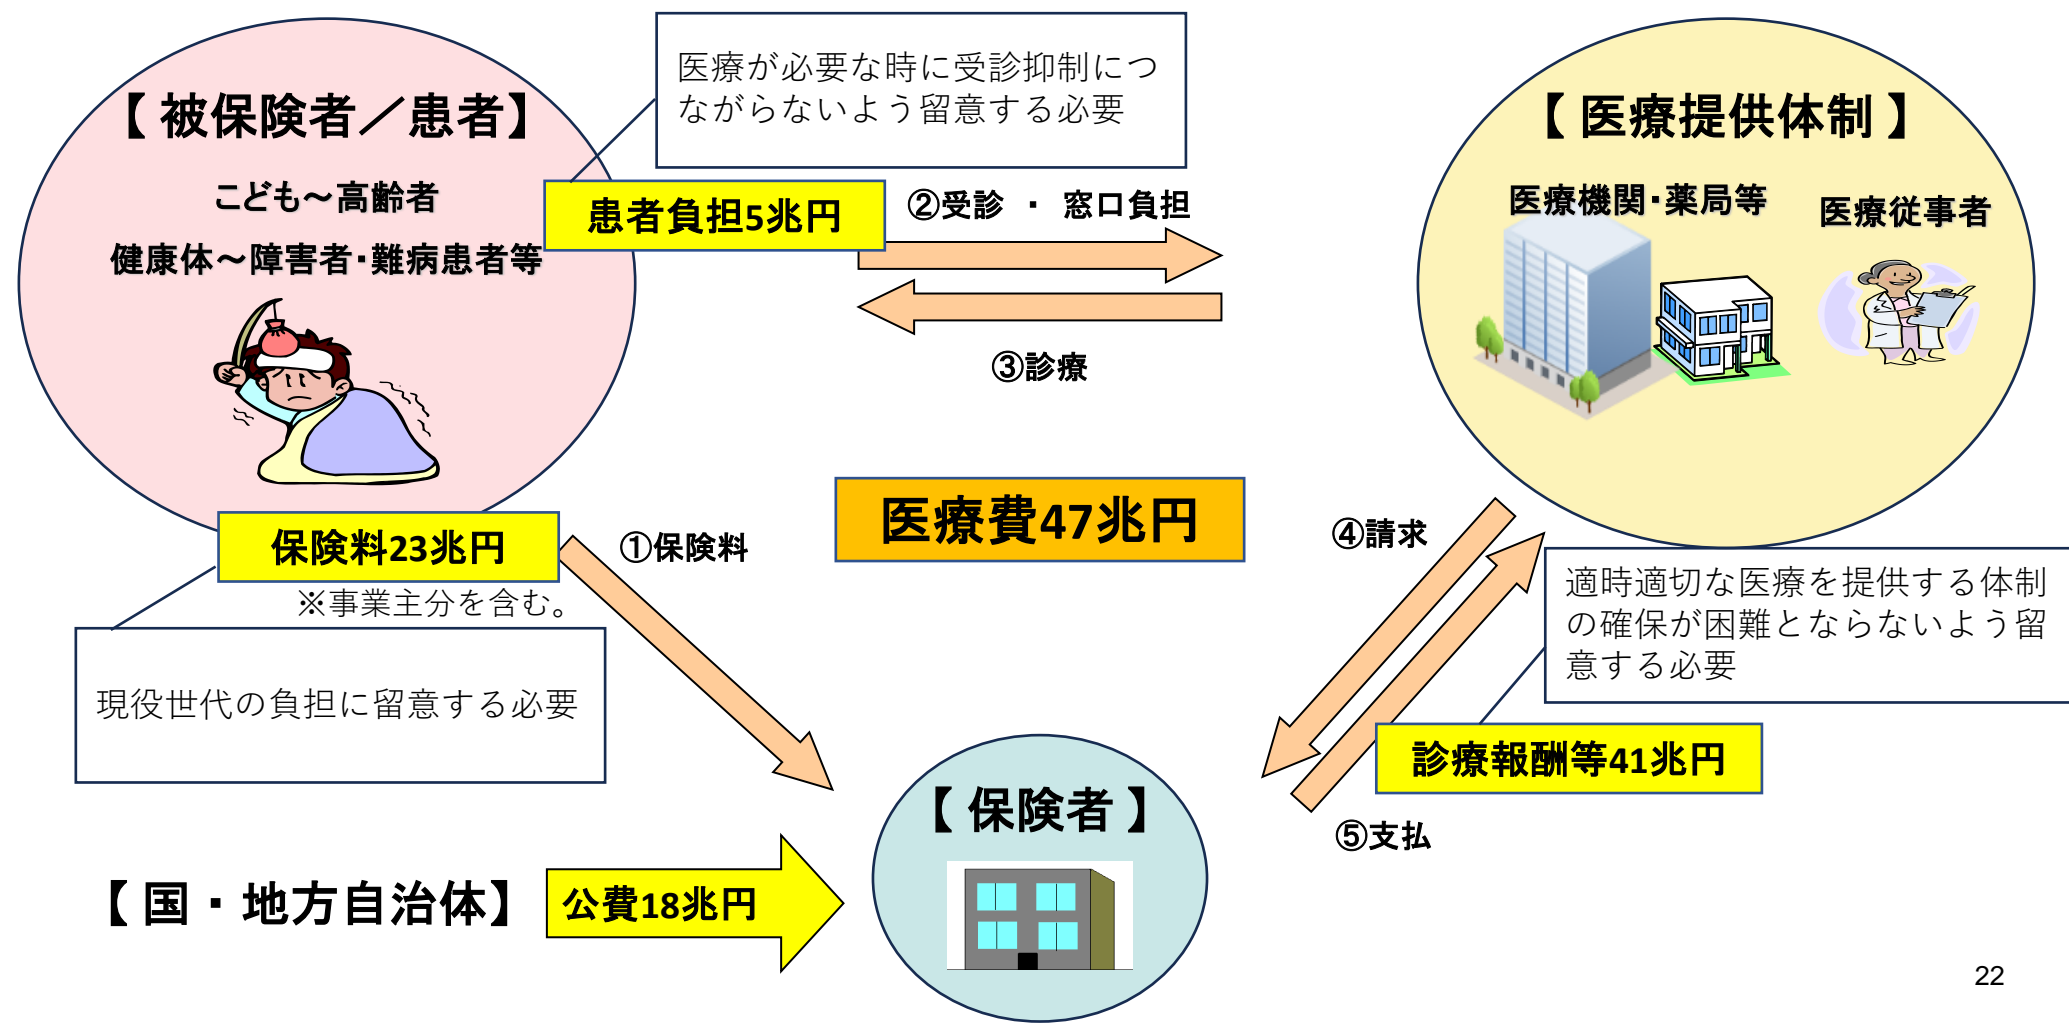 医療が必要な時に受診抑制につ
ながらないよう留意する必要
【 被保険者／患者】
こども～高齢者
健康体～障害者・難病患者等
患者負担5兆円
②受診 ・ 窓口負担
③診療
【 医療提供体制 】
医療機関・薬局等
医療従事者
医療費47兆円
保険料23兆円
※事業主分を含む。
①保険料
現役世代の負担に留意する必要
④請求
適時適切な医療を提供する体制
の確保が困難とならないよう留
意する必要
診療報酬等41兆円
⑤支払
【 保険者 】
【 国・地方自治体】
公費18兆円
22